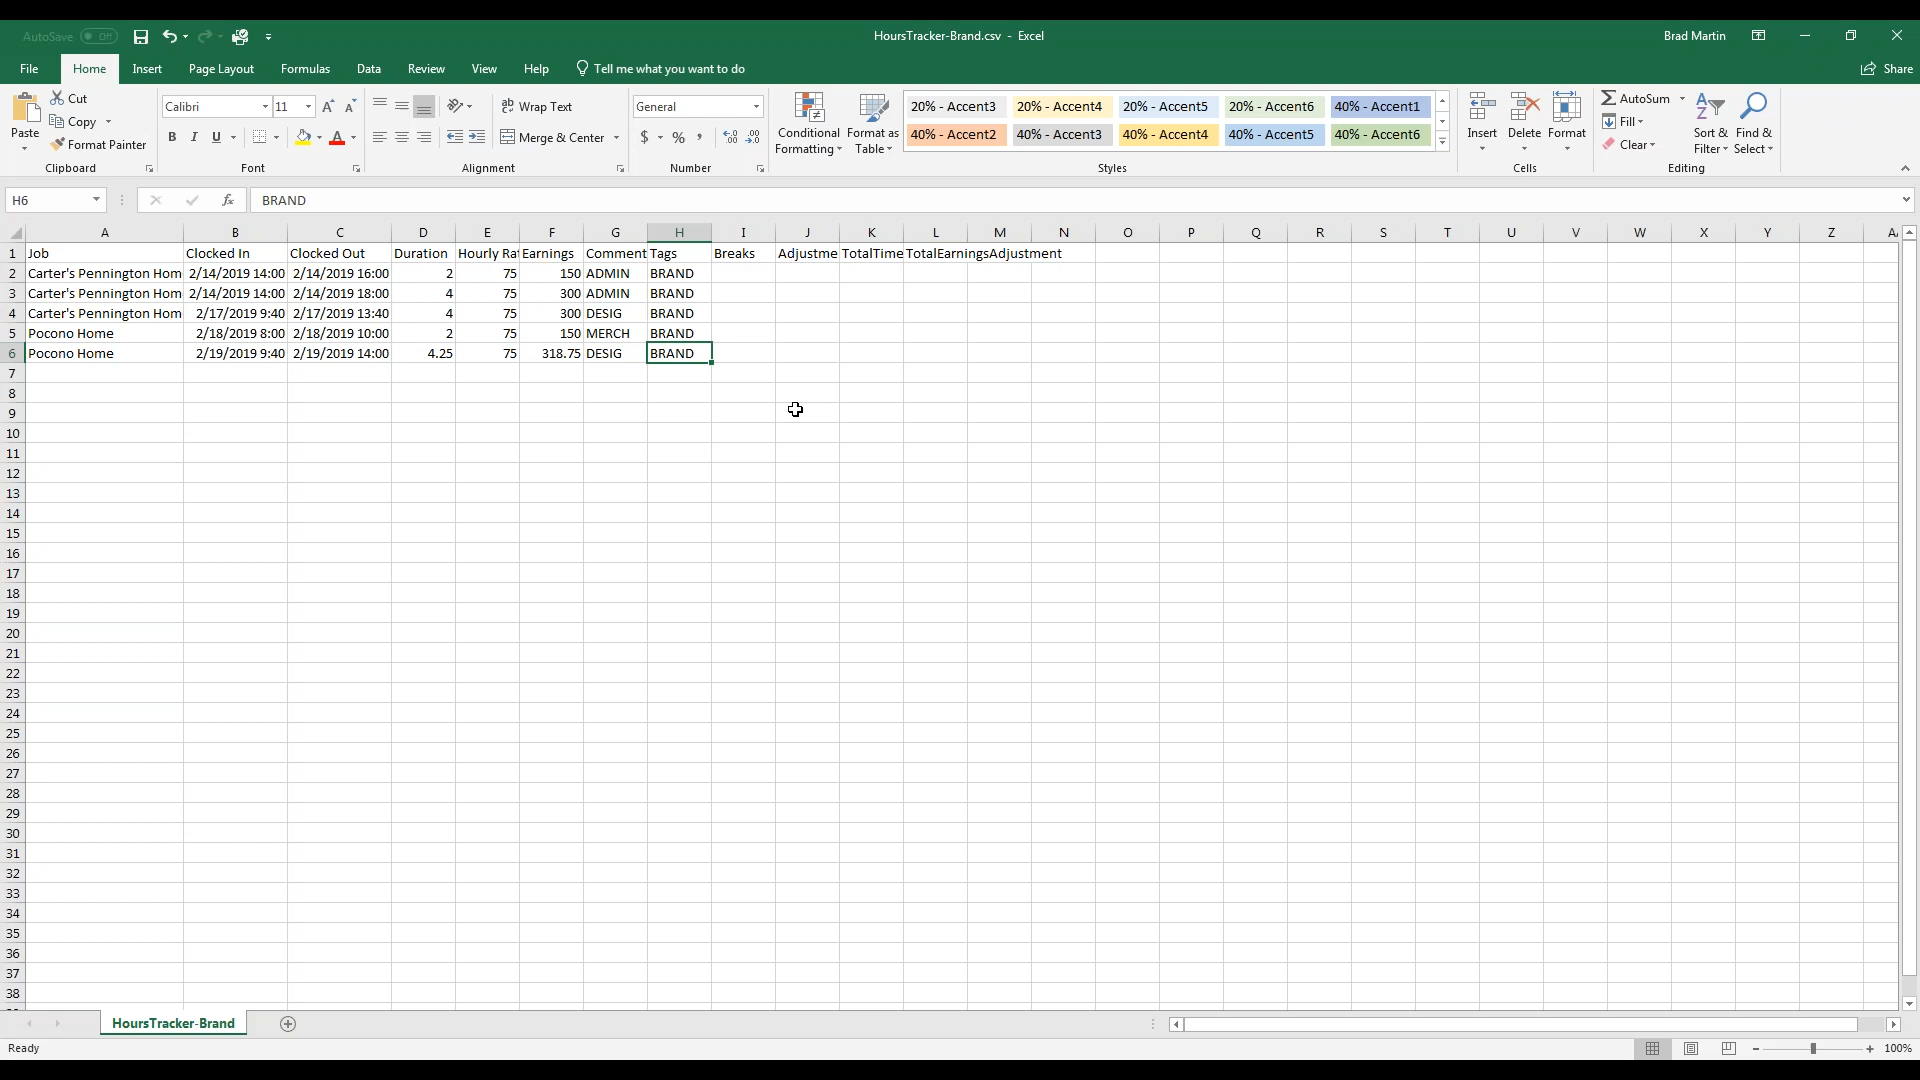 AutoSave Off
HoursTracker-Brand.csv - Excel
Brad Martin
File Home Insert Page Layout Formulas Data Review View Help Tell me what you want to do
Share
Paste
Cut
Copy
Format Painter
Clipboard
Calibri 11
B I U
A A
Font
Wrap Text
Merge & Center
Alignment
General
$ % ,
Number
Conditional Formatting
Format as Table
20% - Accent3 20% - Accent4 20% - Accent5 20% - Accent6 40% - Accent1
40% - Accent2 40% - Accent3 40% - Accent4 40% - Accent5 40% - Accent6
Styles
Insert Delete Format
Cells
AutoSum
Fill
Clear
Sort & Filter
Find & Select
Editing
H6 fx BRAND
A B C D E F G H I J K L M N O P Q R S T U V W X Y Z
1 Job Clocked In Clocked Out Duration Hourly Ra Earnings Comment Tags Breaks Adjustme TotalTime TotalEarningsAdjustment
2 Carter's Pennington Hom 2/14/2019 14:00 2/14/2019 16:00 2 75 150 ADMIN BRAND
3 Carter's Pennington Hom 2/14/2019 14:00 2/14/2019 18:00 4 75 300 ADMIN BRAND
4 Carter's Pennington Hom 2/17/2019 9:40 2/17/2019 13:40 4 75 300 DESIG BRAND
5 Pocono Home 2/18/2019 8:00 2/18/2019 10:00 2 75 150 MERCH BRAND
6 Pocono Home 2/19/2019 9:40 2/19/2019 14:00 4.25 75 318.75 DESIG BRAND
7
8
9
10
11
12
13
14
15
16
17
18
19
20
21
22
23
24
25
26
27
28
29
30
31
32
33
34
35
36
37
38
HoursTracker-Brand
Ready
100%